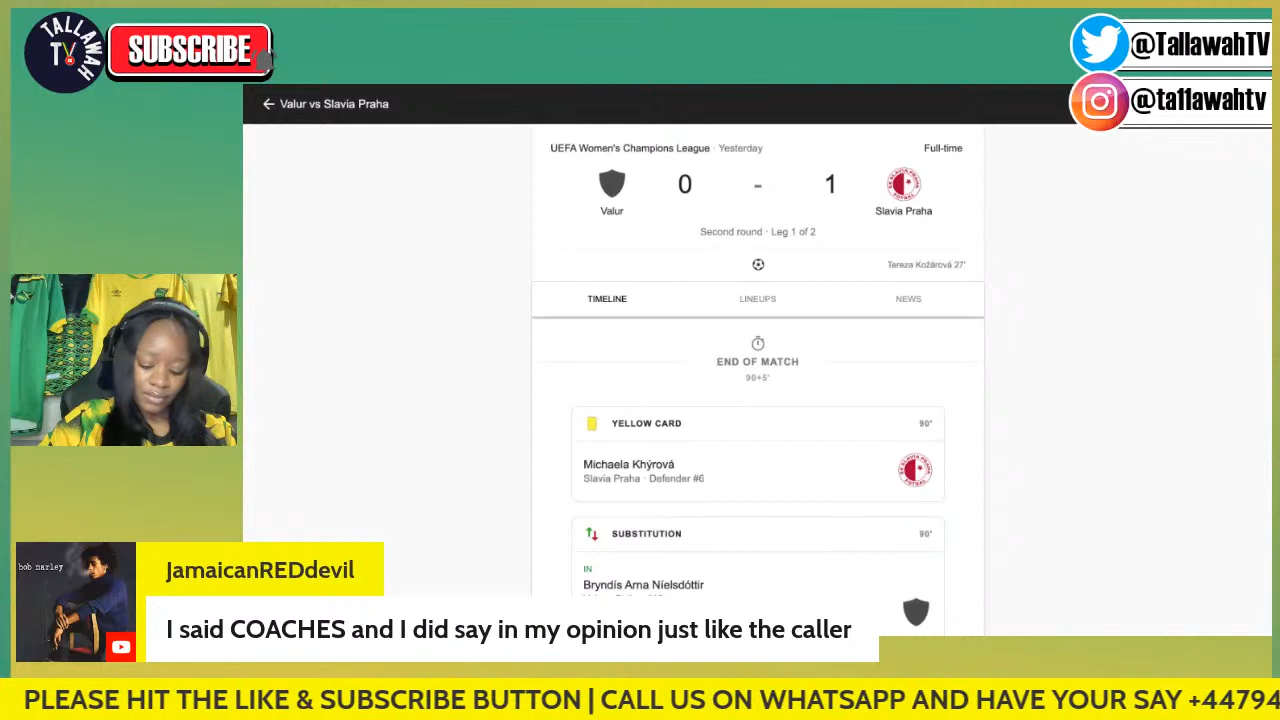 TALLAWAH
TV
SUBSCRIBE
@TallawahTV
@ta11awahtv
Valur vs Slavia Praha
UEFA Women's Champions League · Yesterday
Full-time
Valur
0 - 1
Slavia Praha
Second round · Leg 1 of 2
Tereza Kožárová 27'
TIMELINE
LINEUPS
NEWS
END OF MATCH
90+5'
YELLOW CARD
90'
Michaela Khýrová
Slavia Praha · Defender #6
SUBSTITUTION
90'
IN
Bryndís Arna Níelsdóttir
bob marley
JamaicanREDdevil
I said COACHES and I did say in my opinion just like the caller
PLEASE HIT THE LIKE & SUBSCRIBE BUTTON | CALL US ON WHATSAPP AND HAVE YOUR SAY +44794